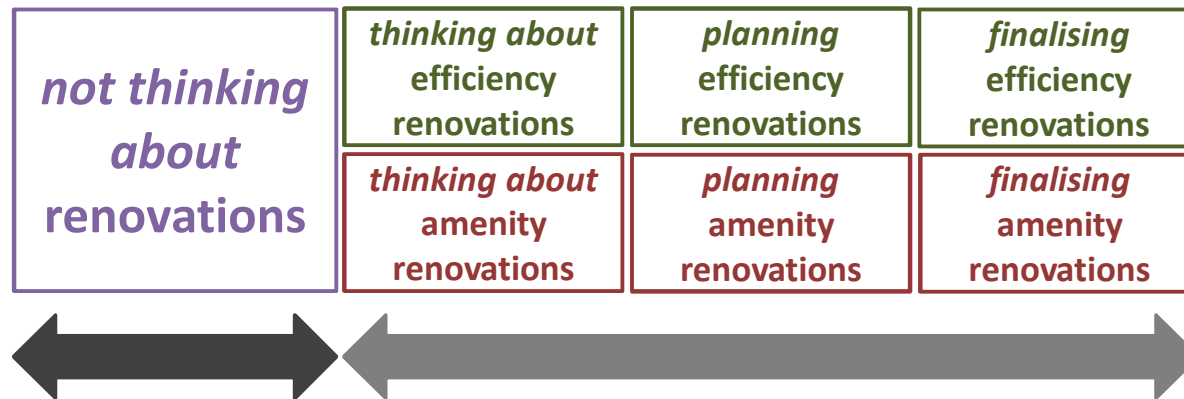 not thinking
about
renovations
thinking about
efficiency
renovations
planning
efficiency
renovations
finalising
efficiency
renovations
thinking about
amenity
renovations
planning
amenity
renovations
finalising
amenity
renovations